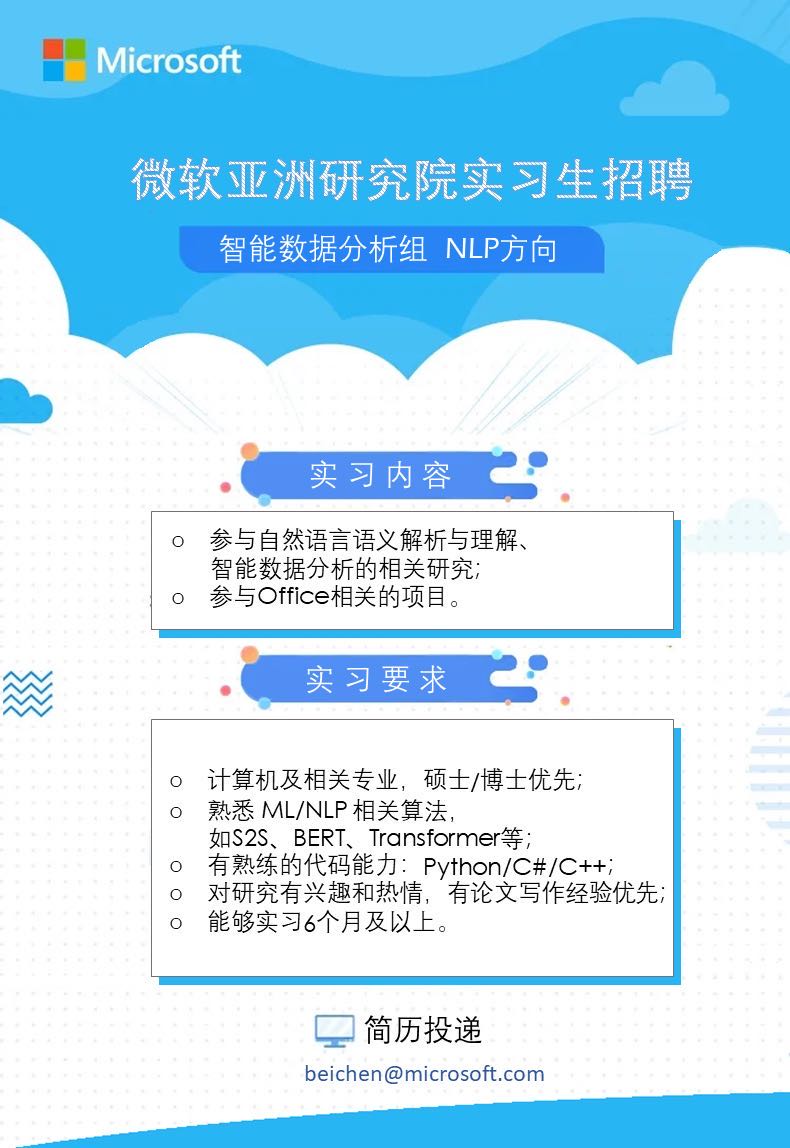 Microsoft
微软亚洲研究院实习生招聘
智能数据分析组 NLP方向
实习内容
○ 参与自然语言语义解析与理解、
智能数据分析的相关研究;
○ 参与Office相关的项目。
实习要求
○ 计算机及相关专业，硕士/博士优先;
○ 熟悉 ML/NLP 相关算法，
如S2S、BERT、Transformer等;
○ 有熟练的代码能力：Python/C#/C++;
○ 对研究有兴趣和热情，有论文写作经验优先;
○ 能够实习6个月及以上。
简历投递
beichen@microsoft.com